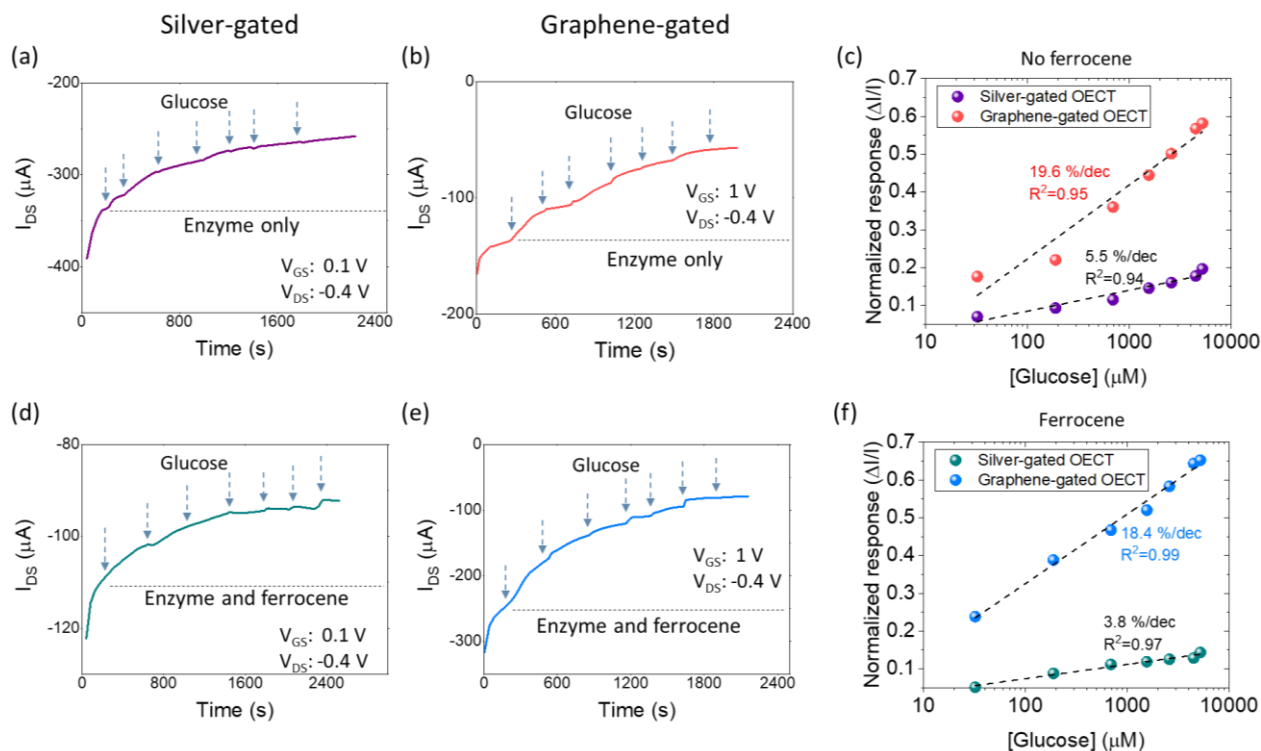 Silver-gated
Graphene-gated
(a)
-200
-300
-400
I_DS (μA)
Glucose
Enzyme only
V_GS: 0.1 V
V_DS: -0.4 V
0 800 1600 2400
Time (s)
(b)
0
-100
-200
I_DS (μA)
Glucose
V_GS: 1 V
V_DS: -0.4 V
Enzyme only
0 400 800 1200 1600 2000 2400
Time (s)
(c)
No ferrocene
0.7
0.6
0.5
0.4
0.3
0.2
0.1
Normalized response (ΔI/I)
Silver-gated OECT
Graphene-gated OECT
19.6 %/dec
R²=0.95
5.5 %/dec
R²=0.94
10 100 1000 10000
[Glucose] (μM)
(d)
-80
-100
-120
I_DS (μA)
Glucose
Enzyme and ferrocene
V_GS: 0.1 V
V_DS: -0.4 V
0 800 1600 2400
Time (s)
(e)
0
-100
-200
-300
I_DS (μA)
Glucose
V_GS: 1 V
V_DS: -0.4 V
Enzyme and ferrocene
0 600 1200 1800 2400
Time (s)
(f)
Ferrocene
0.7
0.6
0.5
0.4
0.3
0.2
0.1
Normalized response (ΔI/I)
Silver-gated OECT
Graphene-gated OECT
18.4 %/dec
R²=0.99
3.8 %/dec
R²=0.97
10 100 1000 10000
[Glucose] (μM)